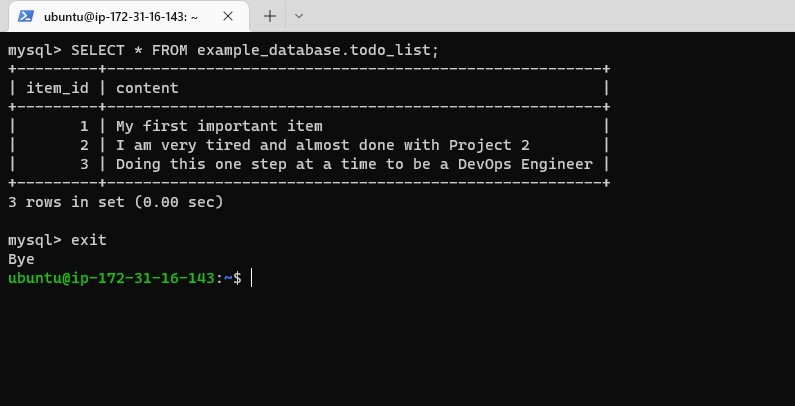 ubuntu@ip-172-31-16-143: ~
mysql> SELECT * FROM example_database.todo_list;
+---------+-------------------------------------------------------+
| item_id | content                                               |
+---------+-------------------------------------------------------+
|       1 | My first important item                               |
|       2 | I am very tired and almost done with Project 2        |
|       3 | Doing this one step at a time to be a DevOps Engineer |
+---------+-------------------------------------------------------+
3 rows in set (0.00 sec)
mysql> exit
Bye
ubuntu@ip-172-31-16-143:~$